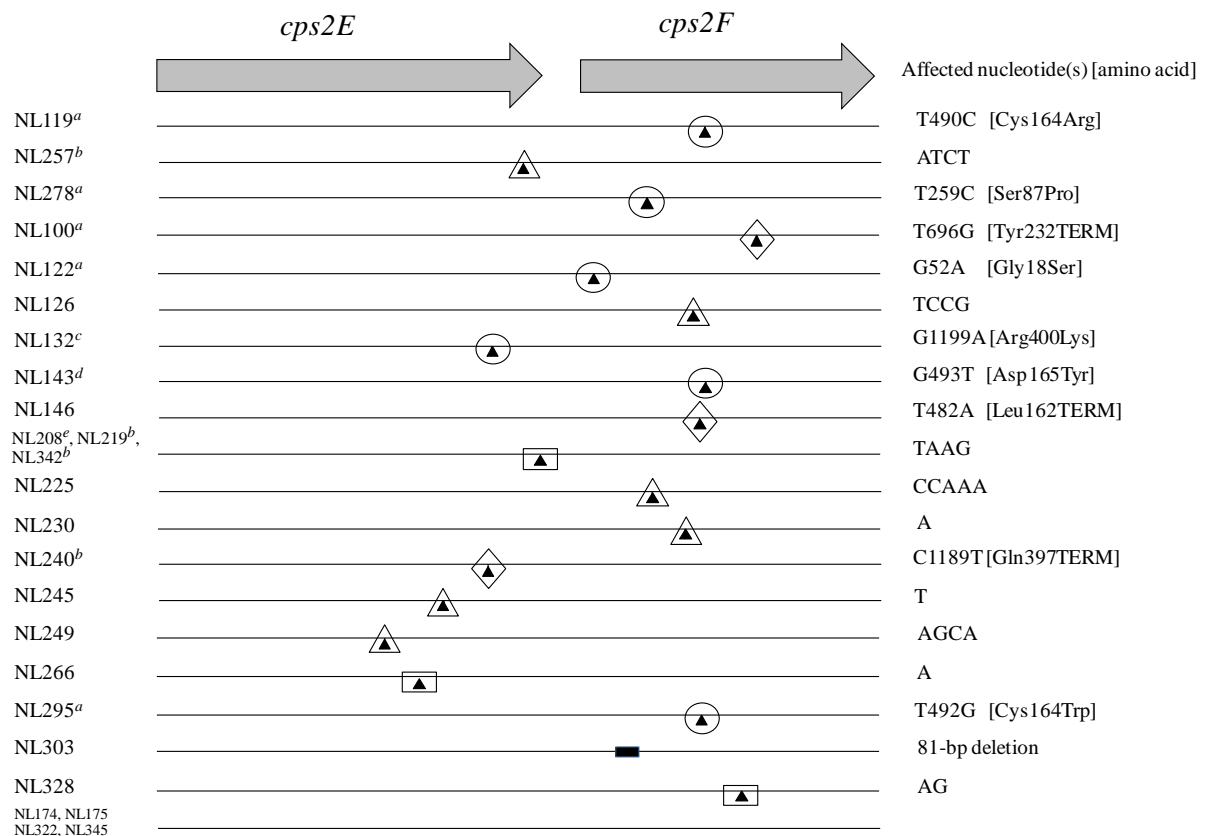 cps2E cps2F
Affected nucleotide(s) [amino acid]
NL119a T490C [Cys164Arg]
NL257b ATCT
NL278a T259C [Ser87Pro]
NL100a T696G [Tyr232TERM]
NL122a G52A [Gly18Ser]
NL126 TCCG
NL132c G1199A [Arg400Lys]
NL143d G493T [Asp165Tyr]
NL146 T482A [Leu162TERM]
NL208e, NL219b,
NL342b TAAG
NL225 CCAAA
NL230 A
NL240b C1189T [Gln397TERM]
NL245 T
NL249 AGCA
NL266 A
NL295a T492G [Cys164Trp]
NL303 81-bp deletion
NL328 AG
NL174, NL175
NL322, NL345